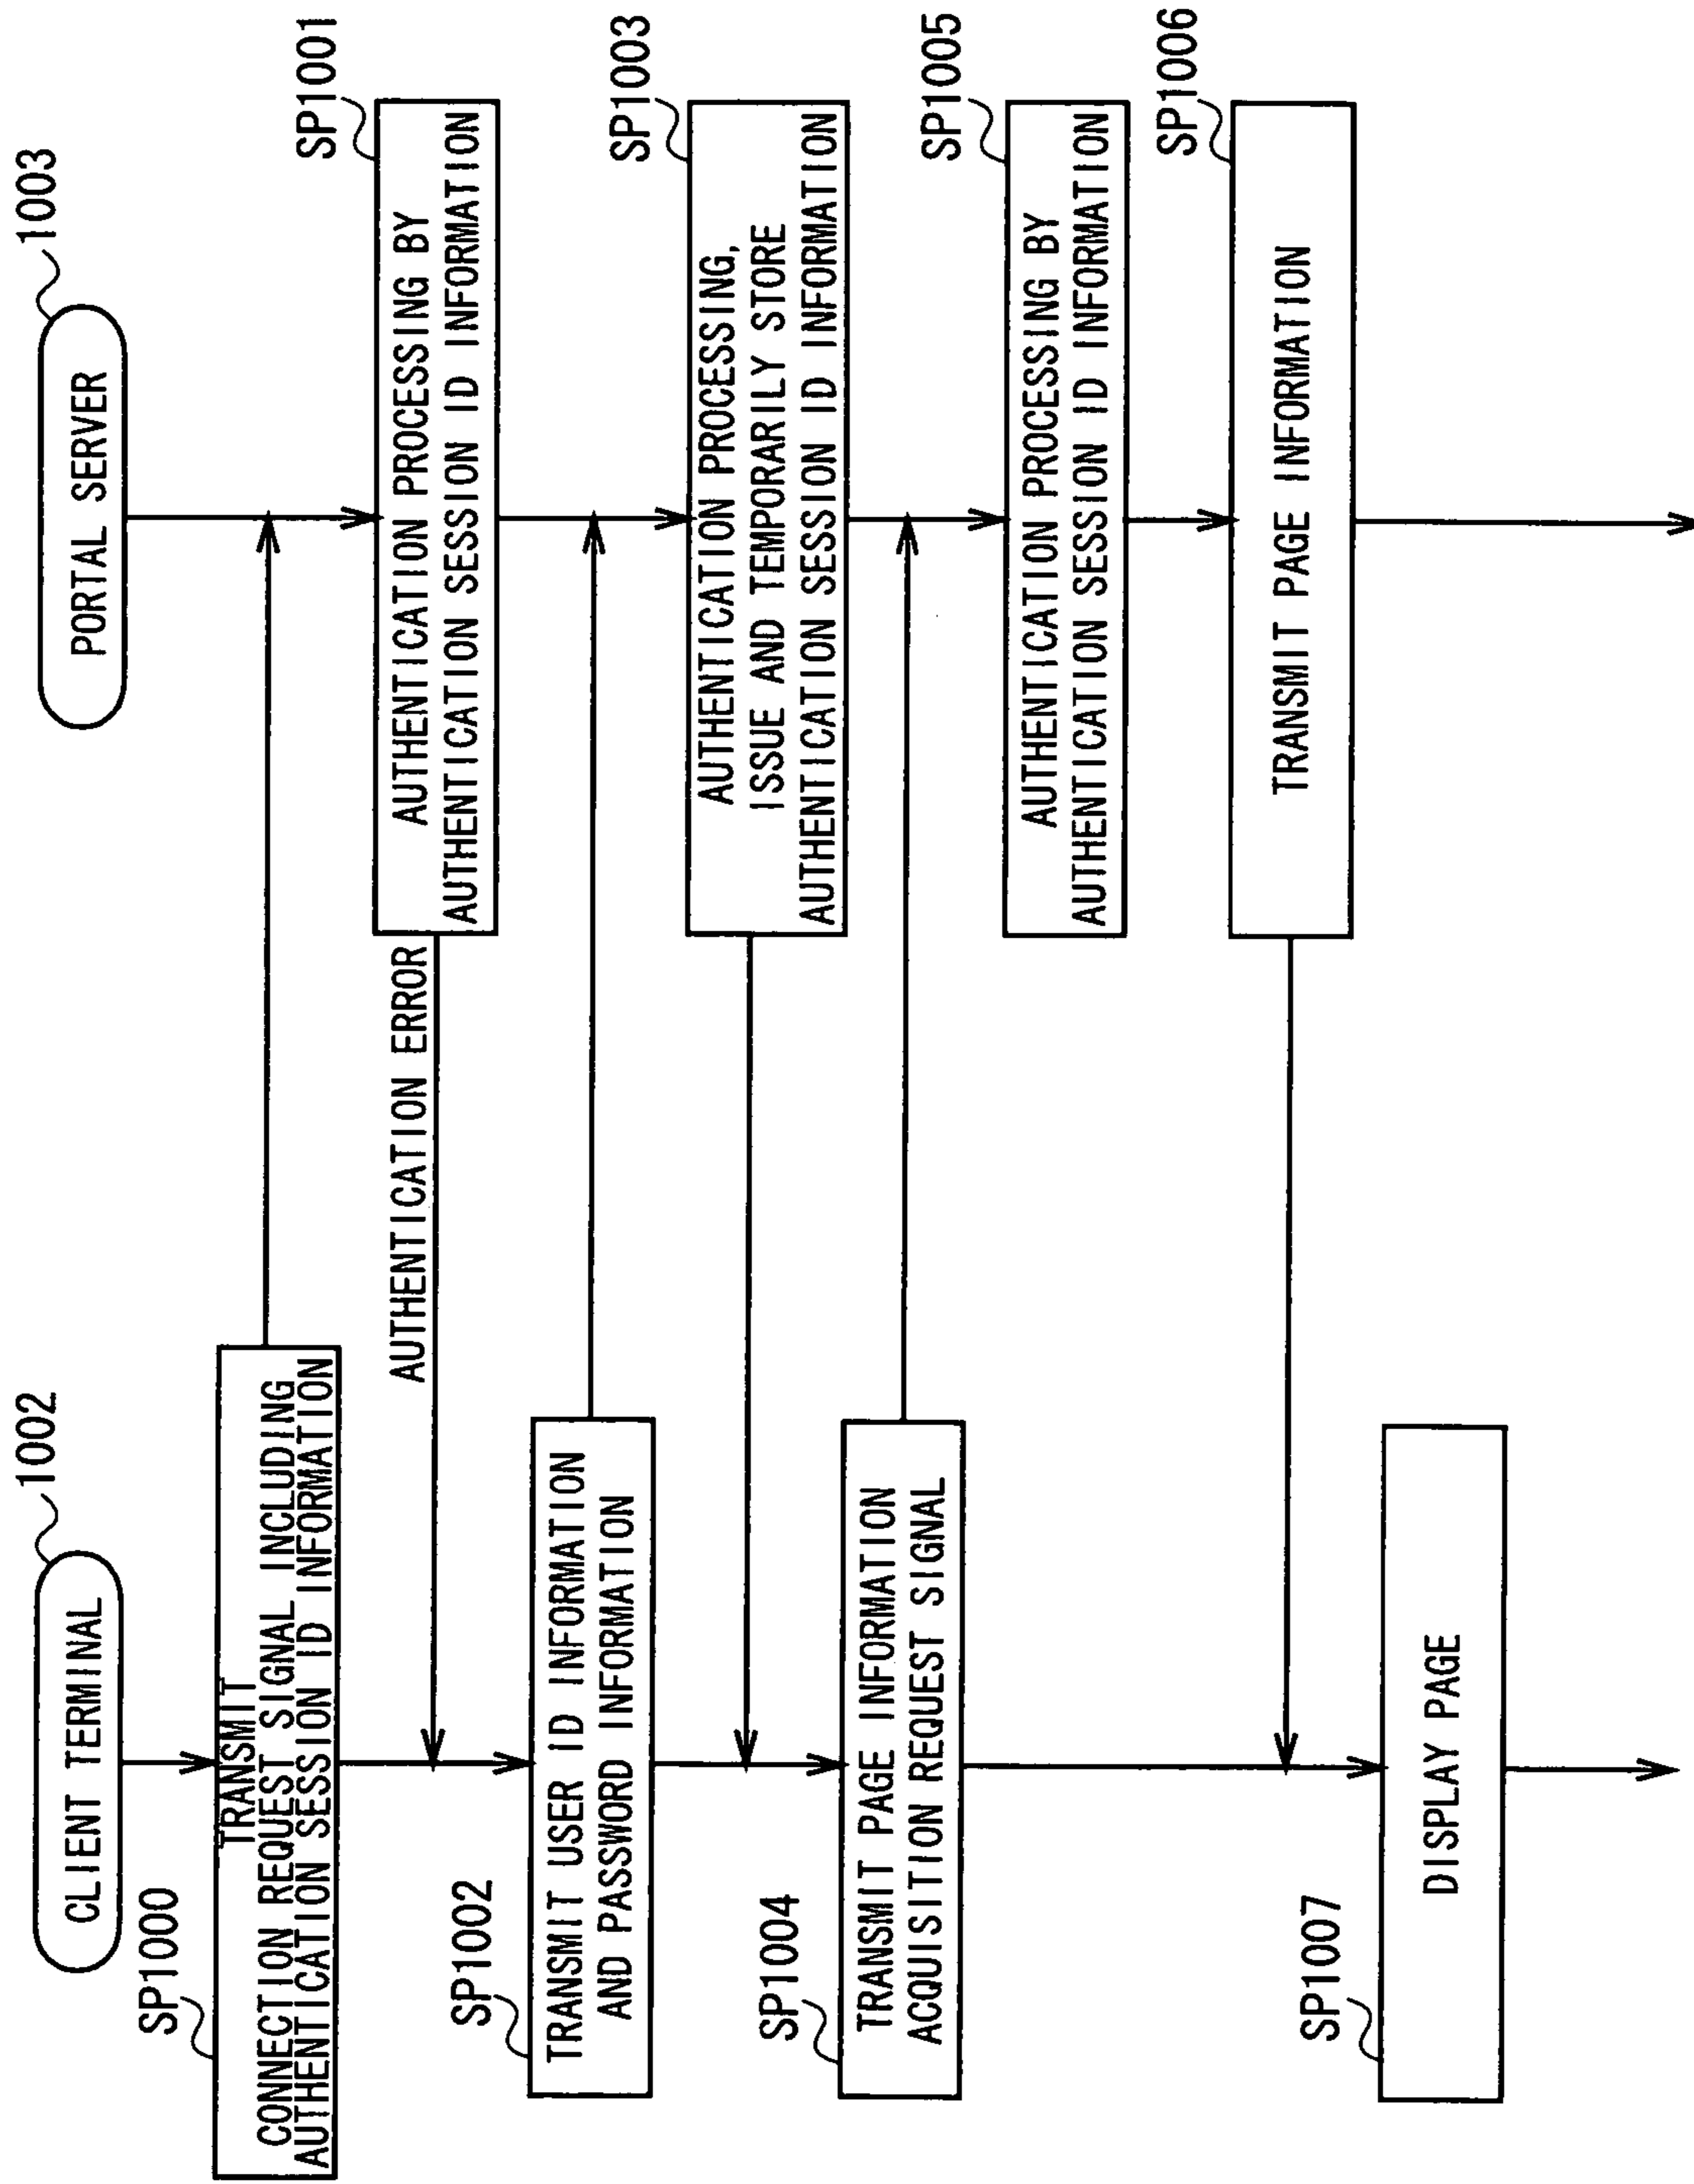 CLIENT TERMINAL
1002
PORTAL SERVER
1003
SP1000
TRANSMIT
CONNECTION REQUEST SIGNAL INCLUDING
AUTHENTICATION SESSION ID INFORMATION
SP1001
AUTHENTICATION PROCESSING BY
AUTHENTICATION SESSION ID INFORMATION
AUTHENTICATION ERROR
SP1002
TRANSMIT USER ID INFORMATION
AND PASSWORD INFORMATION
SP1003
AUTHENTICATION PROCESSING,
ISSUE AND TEMPORARILY STORE
AUTHENTICATION SESSION ID INFORMATION
SP1004
TRANSMIT PAGE INFORMATION
ACQUISITION REQUEST SIGNAL
SP1005
AUTHENTICATION PROCESSING BY
AUTHENTICATION SESSION ID INFORMATION
SP1006
TRANSMIT PAGE INFORMATION
SP1007
DISPLAY PAGE